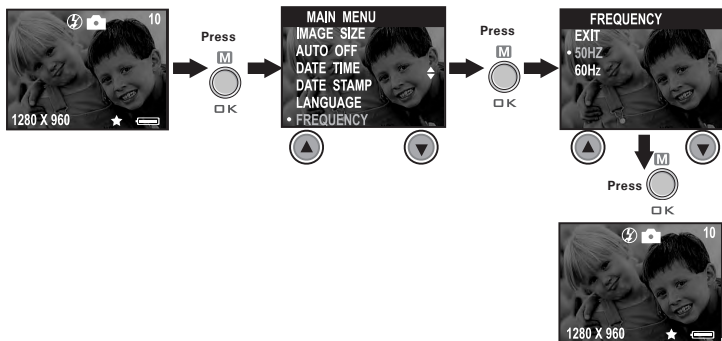 10
1280 X 960
Press
M
OK
MAIN MENU
IMAGE SIZE
AUTO OFF
DATE TIME
DATE STAMP
LANGUAGE
• FREQUENCY
Press
M
OK
FREQUENCY
EXIT
• 50HZ
60Hz
Press
M
OK
10
1280 X 960